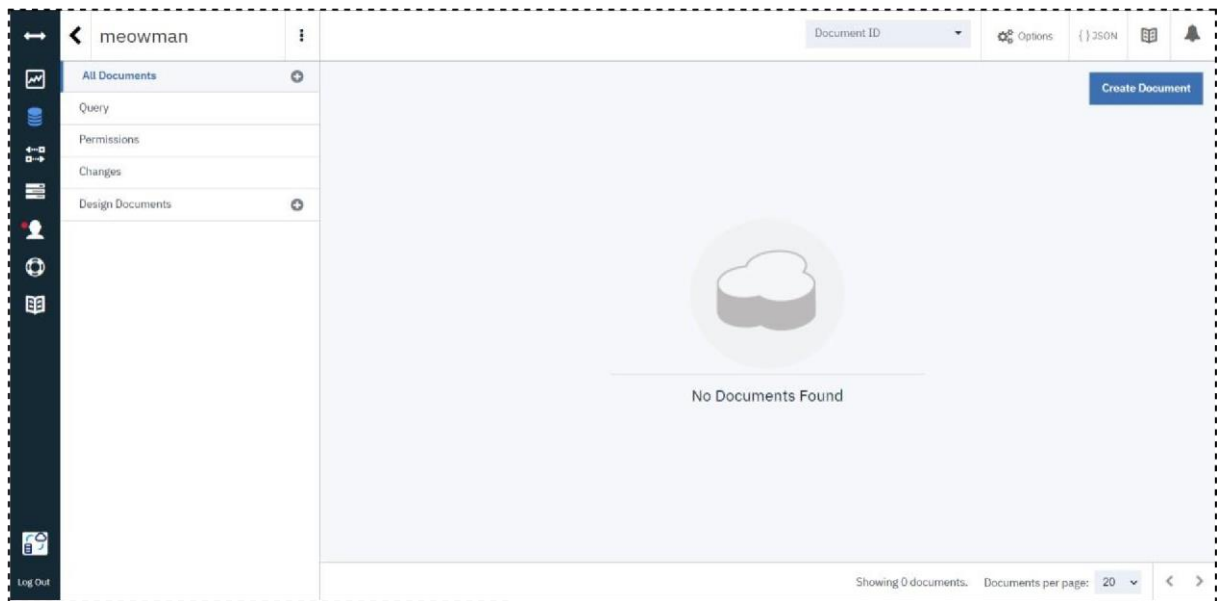 meowman
Document ID
Options
{ } JSON
All Documents
Create Document
Query
Permissions
Changes
Design Documents
No Documents Found
Log Out
Showing 0 documents.
Documents per page: 20